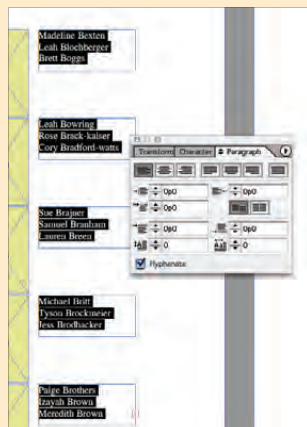 Madeline Bexten
Leah Blochberger
Brett Boggs
Leah Bowring
Rose Brack-kaiser
Cory Bradford-watts
Transform Character Paragraph
0p0 0p0
0p0
0p0 0p0
0 0
Hyphenate
Sue Brajner
Samuel Branham
Lauren Breen
Michael Britt
Tyson Brockmeier
Jess Brodhacker
Paige Brothers
Izayah Brown
Meredith Brown